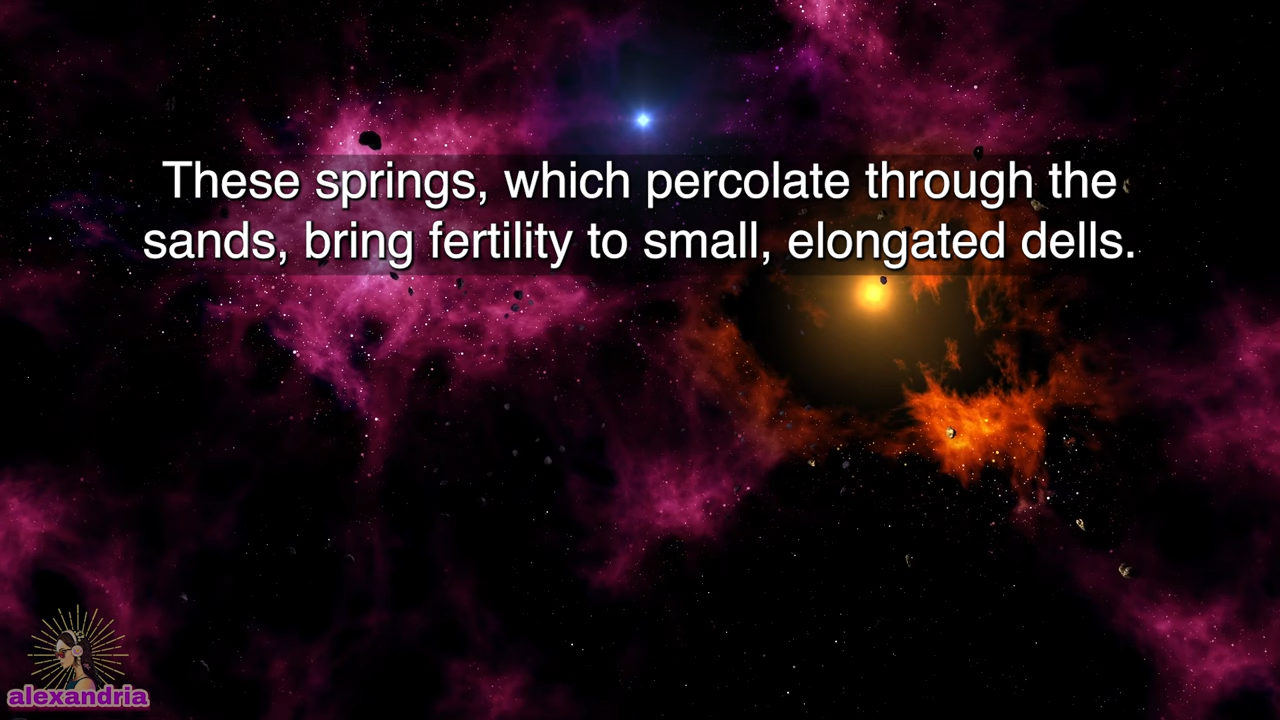 These springs, which percolate through the
sands, bring fertility to small, elongated dells.
alexandria